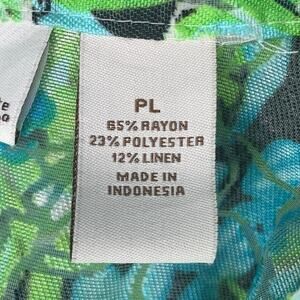 PL
65% RAYON
23% POLYESTER
12% LINEN
MADE IN
INDONESIA